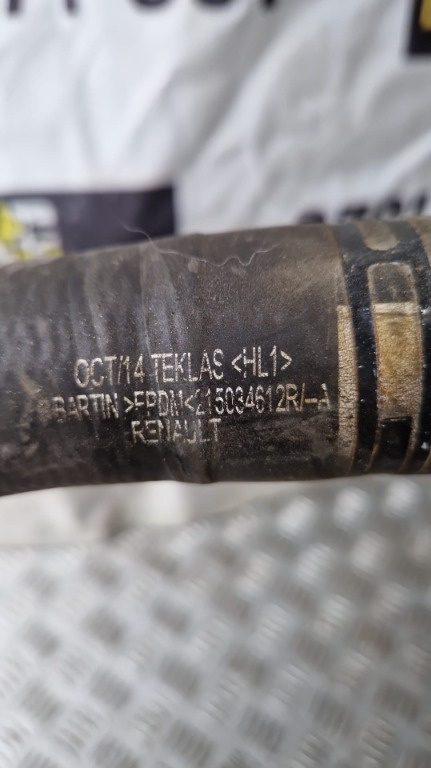 OCT/14 TEKLAS <HL1>
BARTIN >EPDM< 215034612R/-A
RENAULT